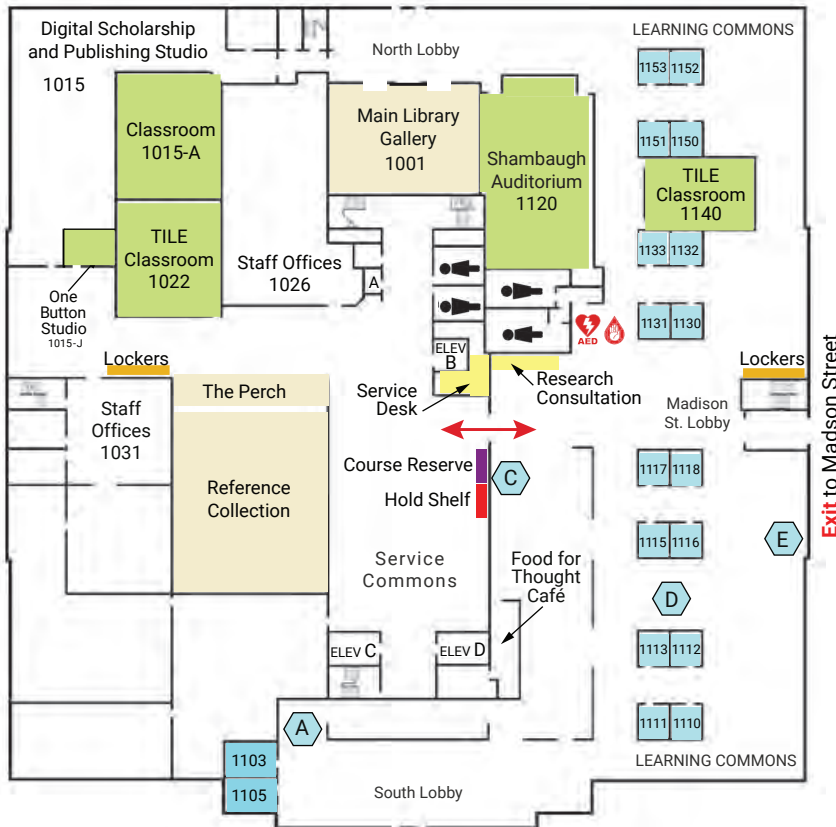 Digital Scholarship
and Publishing Studio
1015
North Lobby
LEARNING COMMONS
1153 1152
Classroom
1015-A
Main Library
Gallery
1001
Shambaugh
Auditorium
1120
1151 1150
TILE
Classroom
1140
TILE
Classroom
1022
Staff Offices
1026
A
1133 1132
One
Button
Studio
1015-J
1131 1130
AED
ELEV
B
Lockers
Lockers
The Perch
Service
Desk
Research
Consultation
Staff
Offices
1031
Madison
St. Lobby
Exit to Madson Street
Reference
Collection
Course Reserve
C
Hold Shelf
1117 1118
1115 1116
E
Service
Commons
Food for
Thought
Café
D
ELEV C
ELEV D
1113 1112
A
1111 1110
1103
1105
South Lobby
LEARNING COMMONS